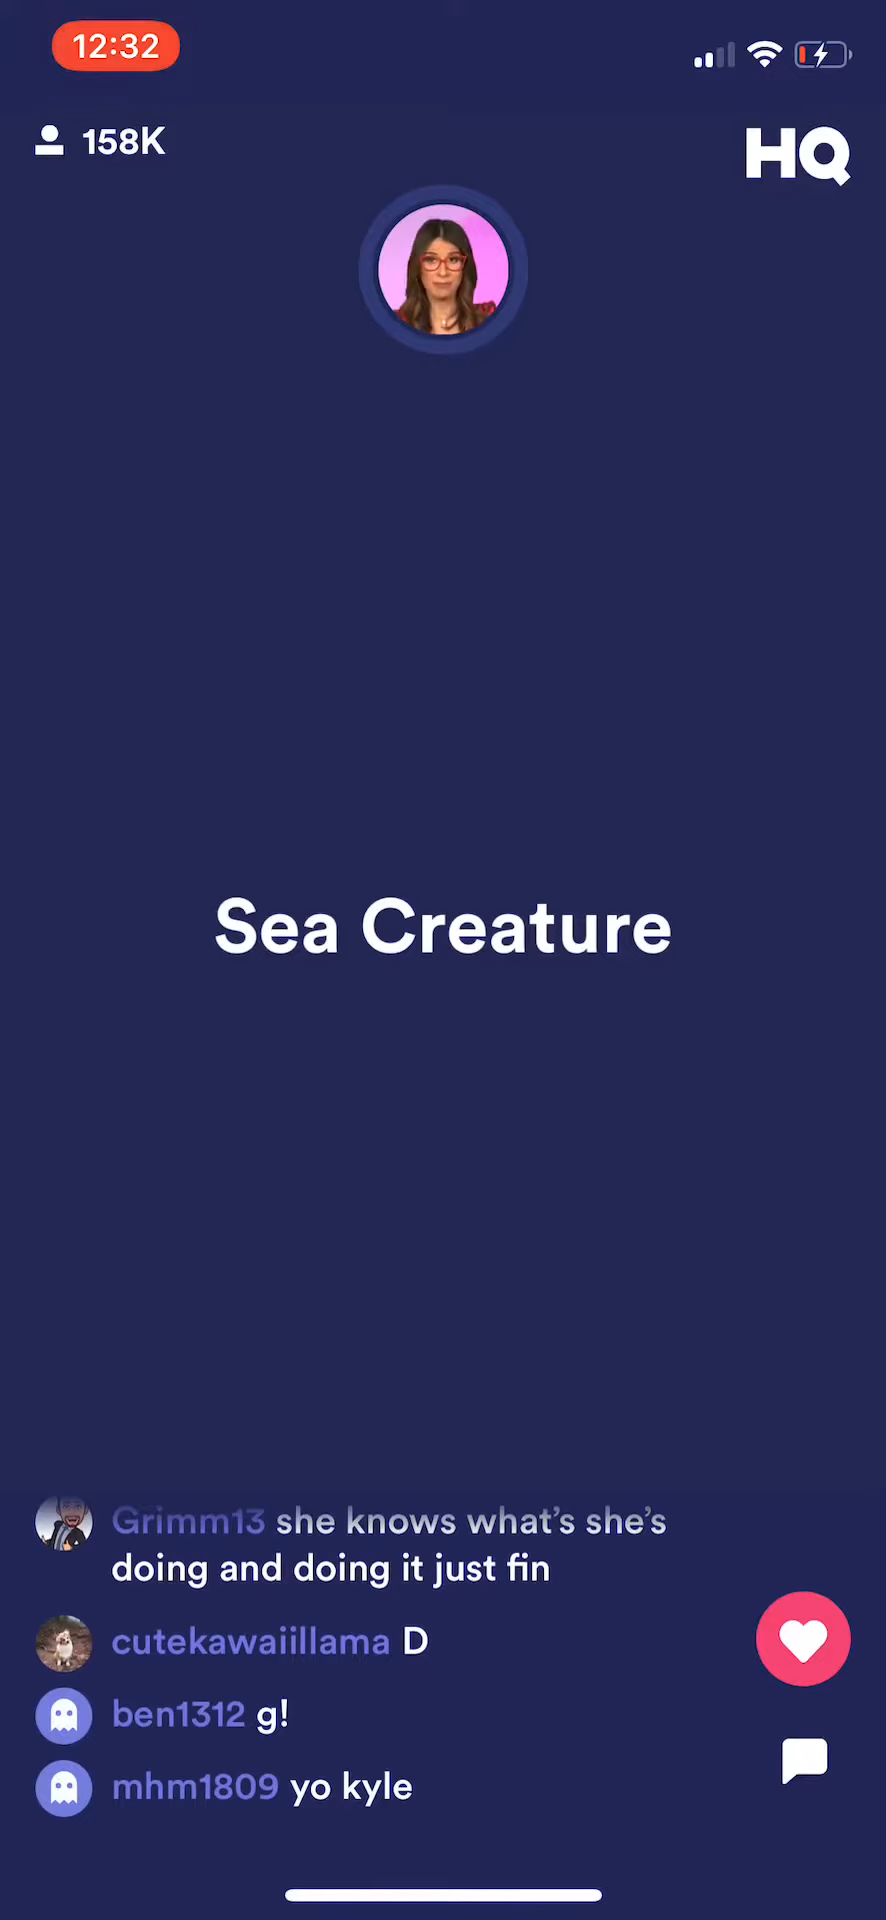 12:32
158K
HQ
Sea Creature
Grimm13 she knows what's she's
doing and doing it just fin
cutekawaiillama D
ben1312 g!
mhm1809 yo kyle